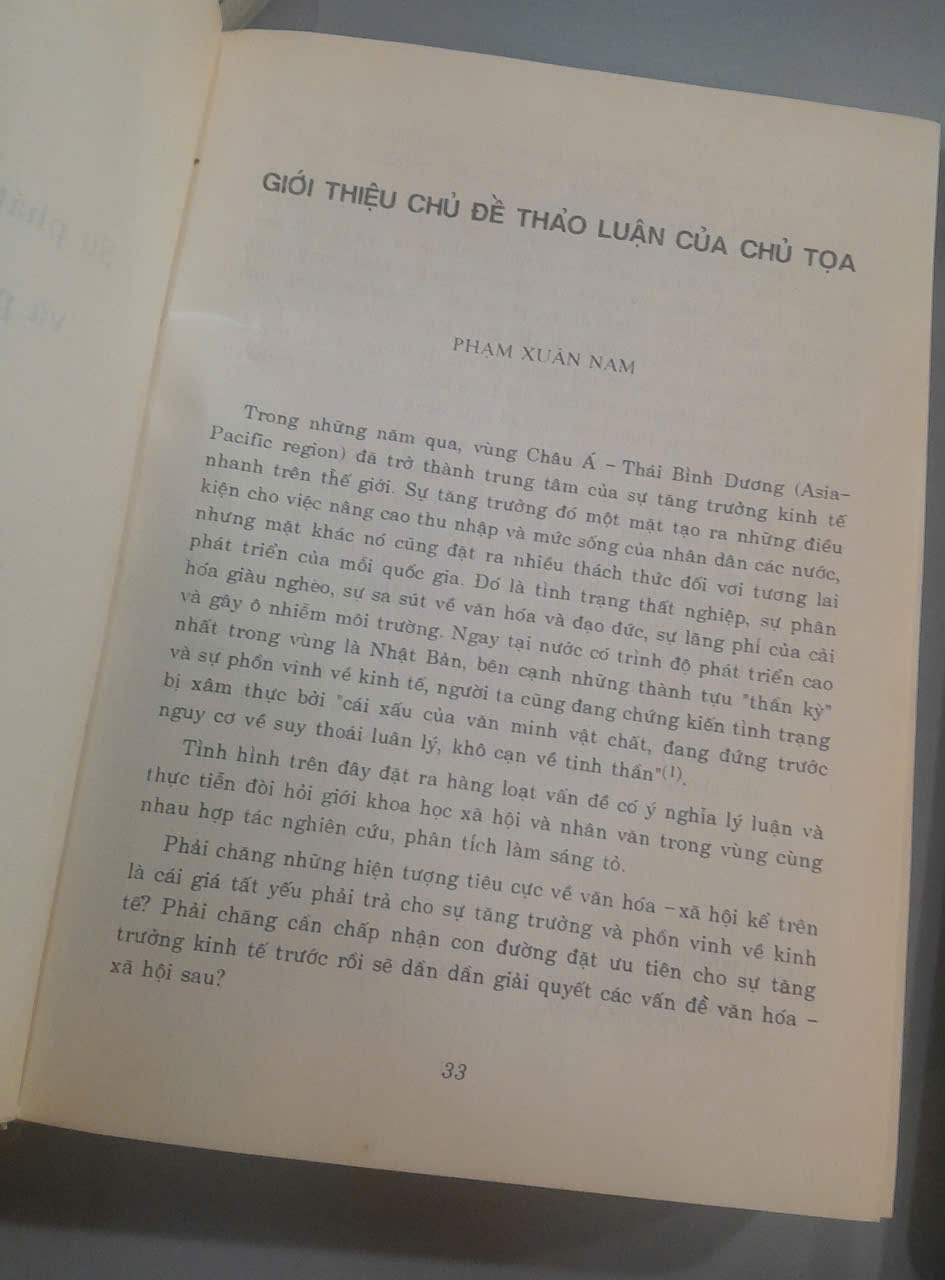 GIỚI THIỆU CHỦ ĐỀ THẢO LUẬN CỦA CHỦ TỌA
PHẠM XUÂN NAM
Trong những năm qua, vùng Châu Á – Thái Bình Dương (Asia–
Pacific region) đã trở thành trung tâm của sự tăng trưởng kinh tế
nhanh trên thế giới. Sự tăng trưởng đó một mặt tạo ra những điều
kiện cho việc nâng cao thu nhập và mức sống của nhân dân các nước,
nhưng mặt khác nó cũng đặt ra nhiều thách thức đối vơi tương lai
phát triển của mỗi quốc gia. Đó là tình trạng thất nghiệp, sự phân
hóa giàu nghèo, sự sa sút về văn hóa và đạo đức, sự lãng phí của cải
và gây ô nhiễm môi trường. Ngay tại nước có trình độ phát triển cao
nhất trong vùng là Nhật Bản, bên cạnh những thành tựu "thần kỳ"
và sự phồn vinh về kinh tế, người ta cũng đang chứng kiến tình trạng
bị xâm thực bởi "cái xấu của văn minh vật chất, đang đứng trước
nguy cơ về suy thoái luân lý, khô cạn về tinh thần"(1).
Tình hình trên đây đặt ra hàng loạt vấn đề có ý nghĩa lý luận và
thực tiễn đòi hỏi giới khoa học xã hội và nhân văn trong vùng cùng
nhau hợp tác nghiên cứu, phân tích làm sáng tỏ.
Phải chăng những hiện tượng tiêu cực về văn hóa – xã hội kể trên
là cái giá tất yếu phải trả cho sự tăng trưởng và phồn vinh về kinh
tế? Phải chăng cần chấp nhận con đường đặt ưu tiên cho sự tăng
trưởng kinh tế trước rồi sẽ dần dần giải quyết các vấn đề văn hóa –
xã hội sau?
33